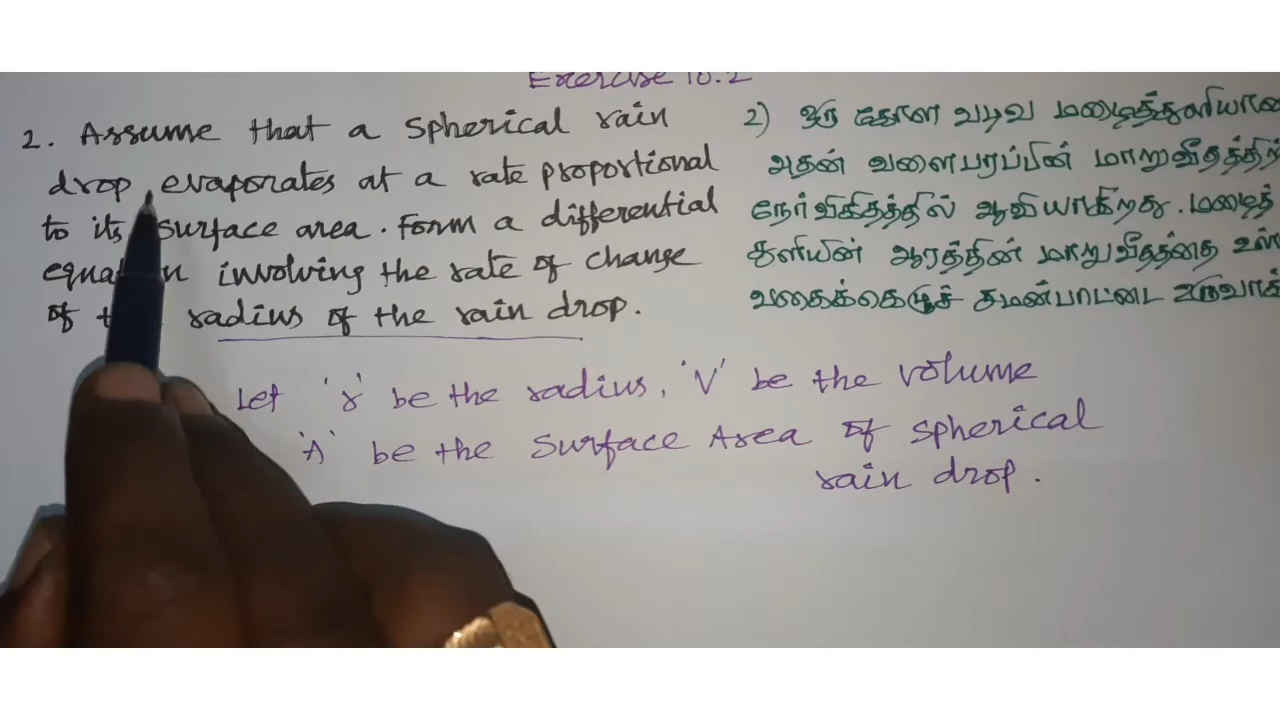 Exercise 10.2
2. Assume that a spherical rain
drop evaporates at a rate proportional
to its surface area. Form a differential
equa n involving the rate of change
of radius of the rain drop.
2) ஒரு கோள வடிவ மழைத்துளியான
அதன் வளைபரப்பின் மாறுவீதத்திற்
நேர்விகிதத்தில் ஆவியாகிறது. மழைத்
துளியின் ஆரத்தின் மாறுவீதத்தை உள்
வகைக்கெழுச் சமன்பாட்டை உருவாக்
Let 'r' be the radius, 'V' be the volume
'A' be the Surface Area of spherical
rain drop.